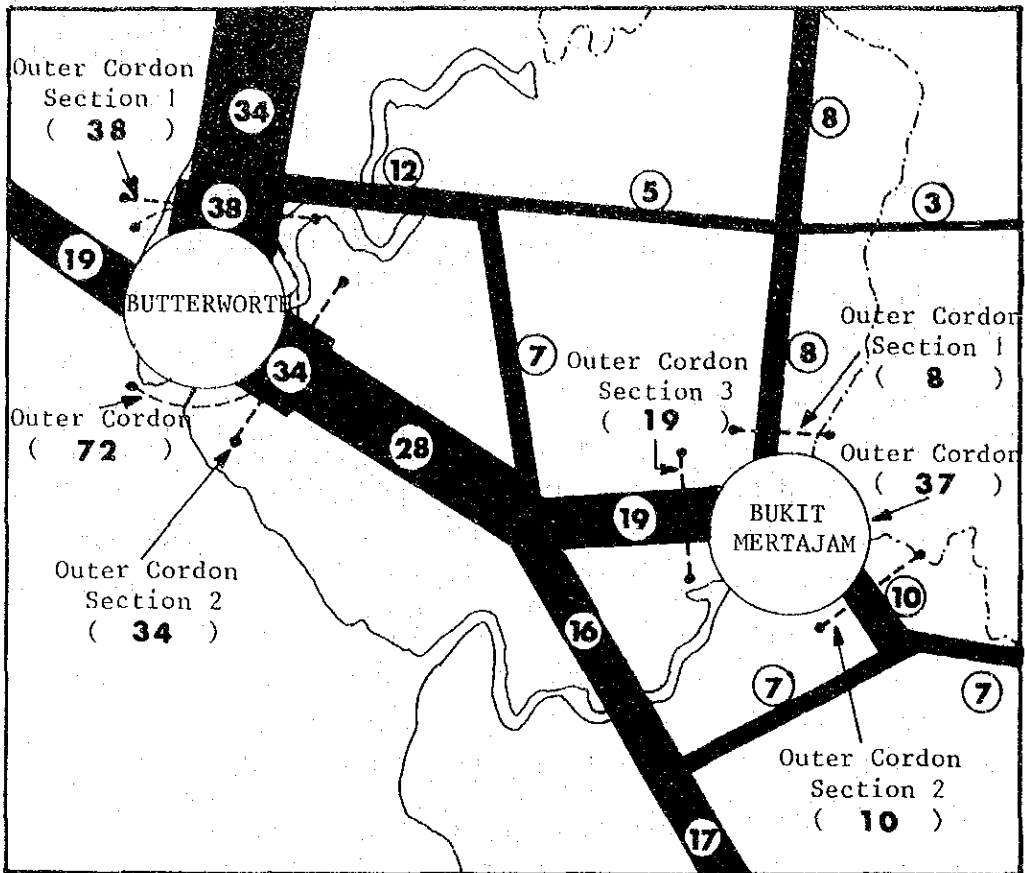 Outer Cordon
Section 1
( 38 )
34
8
12
5
3
38
19
BUTTERWORTH
34
7
8
Outer Cordon
Section 1
( 8 )
Outer Cordon
Section 3
( 19 )
Outer Cordon
( 72 )
28
Outer Cordon
( 37 )
19
BUKIT
MERTAJAM
Outer Cordon
Section 2
( 34 )
10
16
7
7
Outer Cordon
Section 2
( 10 )
17